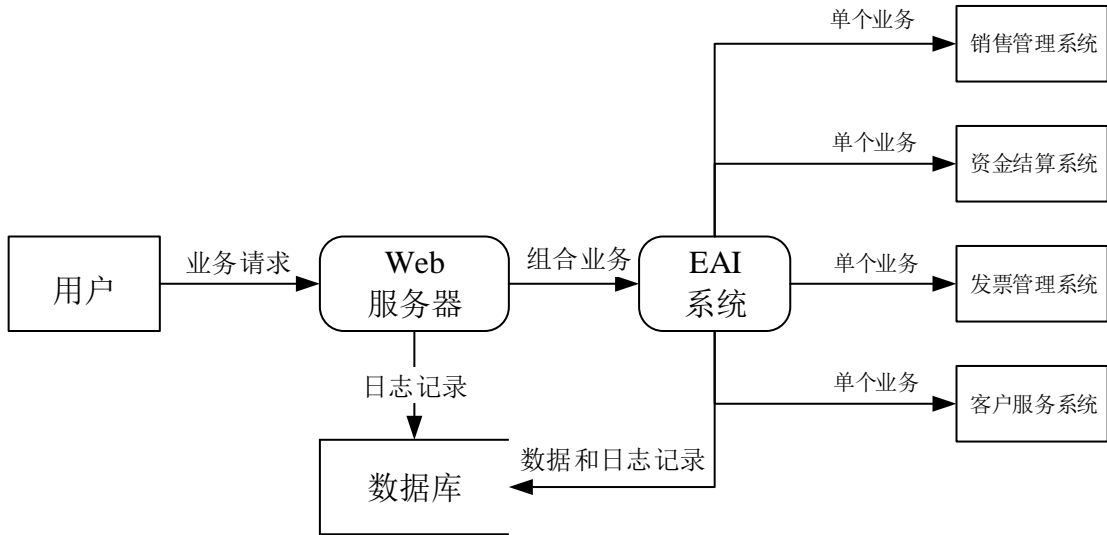 单个业务
销售管理系统
单个业务
资金结算系统
用户
业务请求
Web
服务器
组合业务
EAI
系统
单个业务
发票管理系统
日志记录
单个业务
客户服务系统
数据库
数据和日志记录